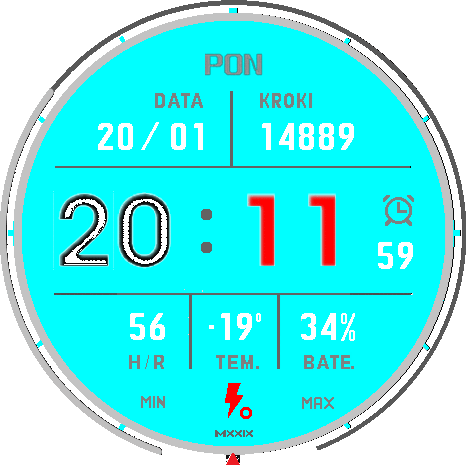 PON
DATA KROKI
20/01 14889
20:11
59
56 -19° 34%
H/R TEM. BATE.
MIN MAX
MXXIX